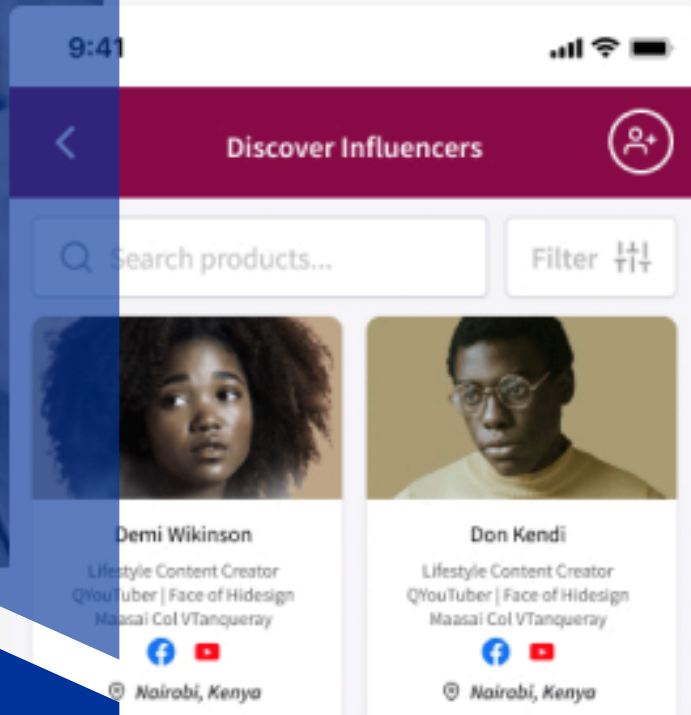 9:41
Discover Influencers
Search products...
Filter
Demi Wikinson
Lifestyle Content Creator
QYouTuber | Face of Hidesign
Maasai Col VTanqueray
Nairobi, Kenya
Don Kendi
Lifestyle Content Creator
QYouTuber | Face of Hidesign
Maasai Col VTanqueray
Nairobi, Kenya